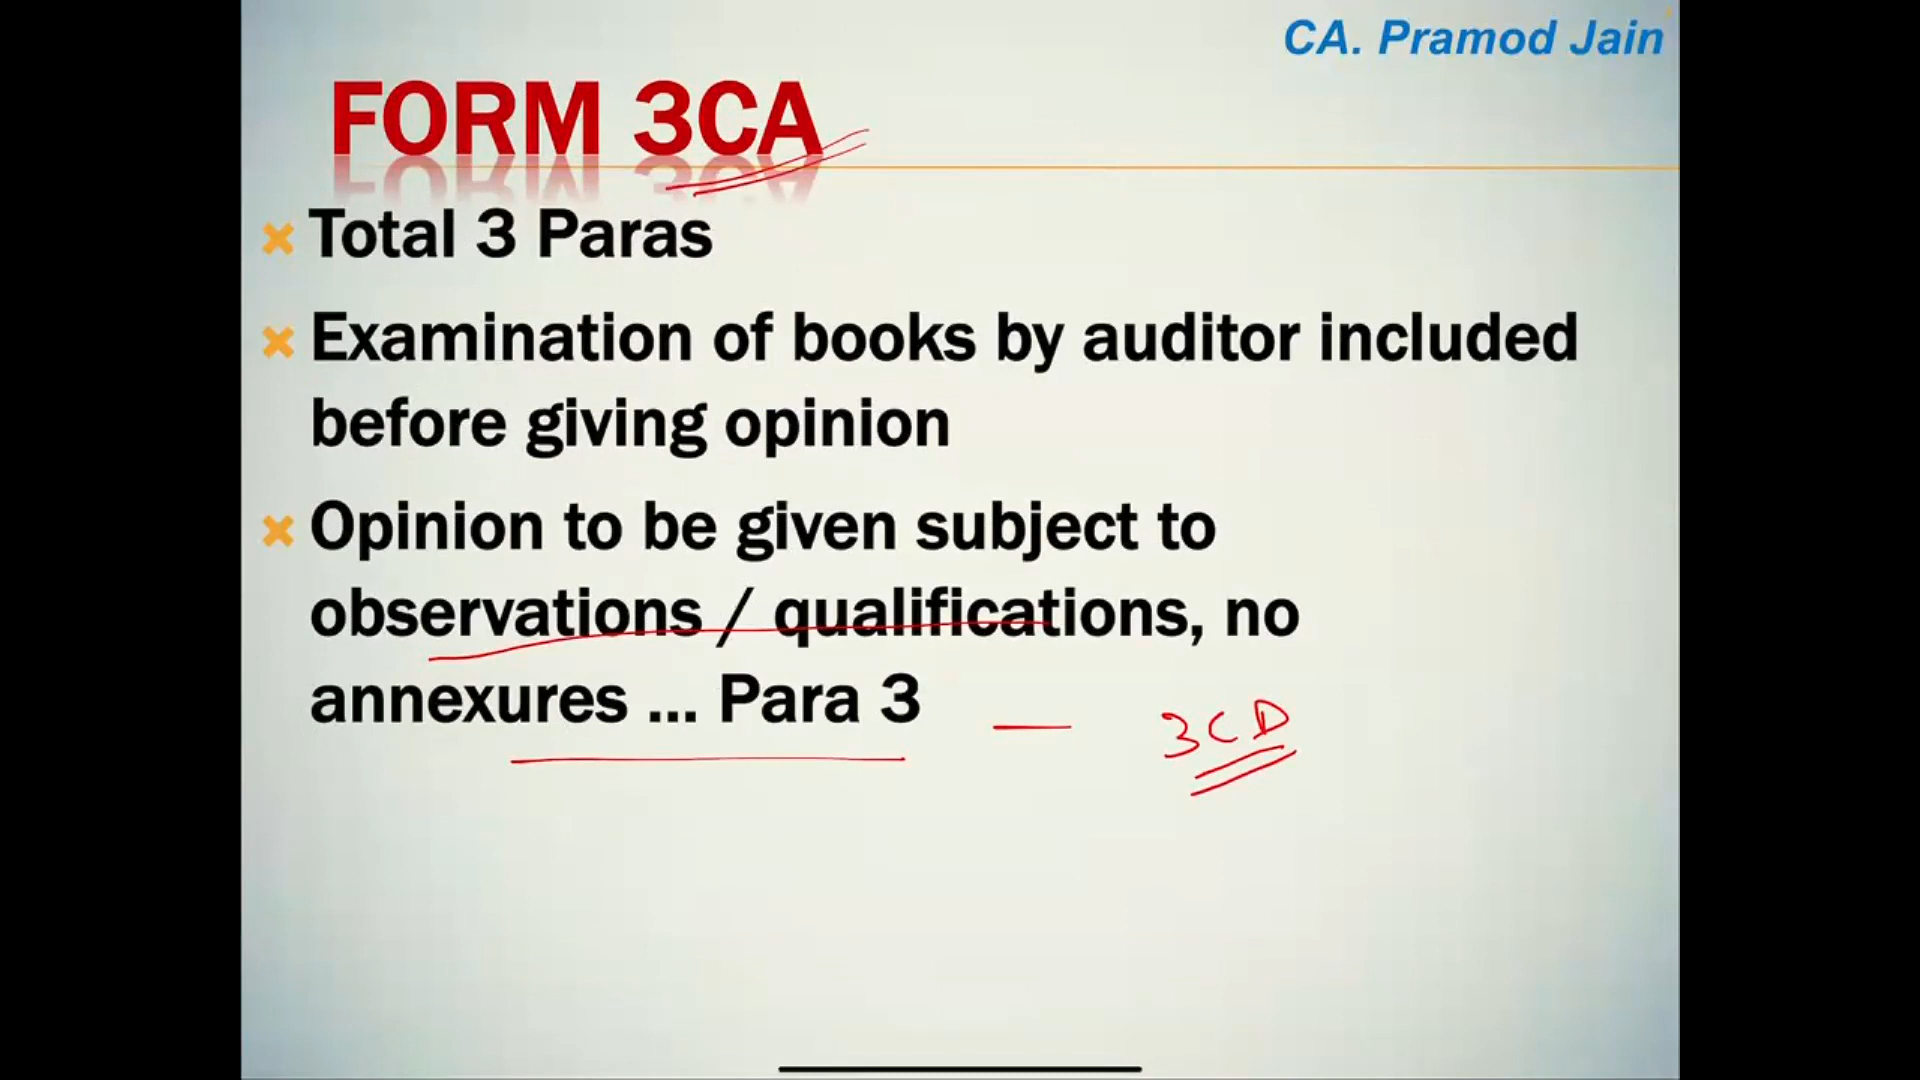 CA. Pramod Jain
FORM 3CA
Total 3 Paras
Examination of books by auditor included
before giving opinion
Opinion to be given subject to
observations / qualifications, no
annexures ... Para 3
3CD